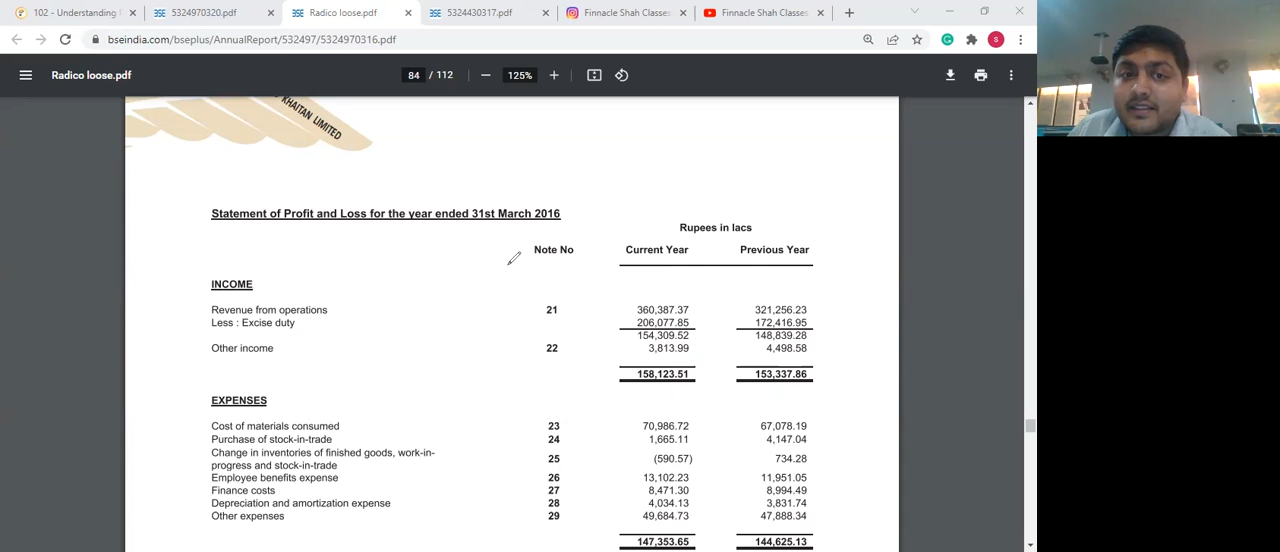 102 - Understanding F
5324970320.pdf
Radico loose.pdf
5324430317.pdf
Finnacle Shah Classes
Finnacle Shah Classes
bseindia.com/bseplus/AnnualReport/532497/5324970316.pdf
S
Radico loose.pdf
84 / 112
125%
KHAITAN LIMITED
Statement of Profit and Loss for the year ended 31st March 2016
Rupees in lacs
Note No Current Year Previous Year
INCOME
Revenue from operations 21 360,387.37 321,256.23
Less : Excise duty 206,077.85 172,416.95
154,309.52 148,839.28
Other income 22 3,813.99 4,498.58
158,123.51 153,337.86
EXPENSES
Cost of materials consumed 23 70,986.72 67,078.19
Purchase of stock-in-trade 24 1,665.11 4,147.04
Change in inventories of finished goods, work-in-
progress and stock-in-trade 25 (590.57) 734.28
Employee benefits expense 26 13,102.23 11,951.05
Finance costs 27 8,471.30 8,994.49
Depreciation and amortization expense 28 4,034.13 3,831.74
Other expenses 29 49,684.73 47,888.34
147,353.65 144,625.13